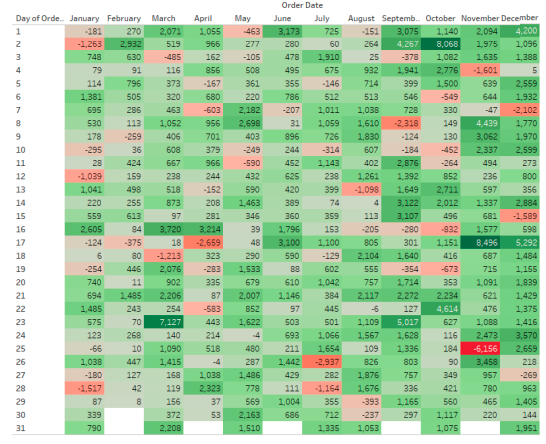 Order Date
Day of Orde.. January February March April May June July August Septemb.. October November December
1 -181 270 2,071 1,055 -463 3,173 725 -151 3,075 1,140 2,094 4,200
2 -1,263 2,932 519 966 277 280 60 264 4,267 8,068 1,975 1,096
3 748 630 -485 162 -105 478 1,910 25 -378 1,082 1,635 1,388
4 79 91 116 856 508 495 675 932 1,941 2,776 -1,601 5
5 114 796 373 -167 361 355 -146 714 399 1,500 639 2,559
6 1,381 505 320 680 220 786 512 513 546 -549 644 1,932
7 695 286 463 -603 2,182 -207 1,011 1,038 728 330 -47 -2,102
8 530 113 1,052 956 2,698 31 1,059 1,610 -2,318 149 4,439 1,770
9 178 -259 406 701 403 896 726 1,830 -124 130 3,062 1,970
10 -295 36 608 379 -249 244 -314 607 -184 -452 2,337 2,599
11 28 424 667 966 -590 452 1,143 402 2,876 -264 494 273
12 -1,039 159 238 244 432 625 238 1,261 1,392 852 236 800
13 1,041 498 518 -152 590 420 399 -1,098 1,649 2,711 597 356
14 220 255 873 208 1,463 389 74 4 3,122 2,012 1,337 2,884
15 559 613 97 281 346 360 359 113 3,107 496 681 -1,589
16 2,605 84 3,720 3,214 39 1,796 153 -205 -280 -832 1,577 598
17 -124 -375 18 -2,659 48 3,100 1,100 805 301 1,151 8,496 5,292
18 6 80 -1,213 323 290 590 -129 2,104 1,640 416 687 1,484
19 -254 446 2,076 -283 1,533 88 602 555 -354 -673 715 1,155
20 740 11 902 335 679 610 1,042 757 1,714 353 1,091 1,839
21 694 1,485 2,206 87 2,007 1,146 384 2,117 2,272 2,234 621 1,429
22 1,485 243 254 -583 852 97 445 -6 127 4,614 476 1,375
23 575 70 7,127 443 1,622 503 501 1,109 5,017 627 1,088 1,416
24 123 268 140 214 -4 693 1,066 1,567 1,628 116 2,473 3,570
25 -66 10 1,090 518 480 211 1,654 -109 1,336 184 -6,156 2,659
26 1,038 447 1,415 -4 287 1,442 -2,937 826 803 90 3,458 218
27 -180 127 168 1,038 1,486 429 282 1,876 757 349 967 -269
28 -1,517 42 119 2,323 778 111 -1,164 1,676 336 421 780 963
29 87 8 156 37 569 1,004 355 -393 1,165 560 465 1,405
30 339 372 53 2,163 686 712 -237 297 1,117 220 144
31 790 2,208 1,510 1,335 1,053 1,075 1,951